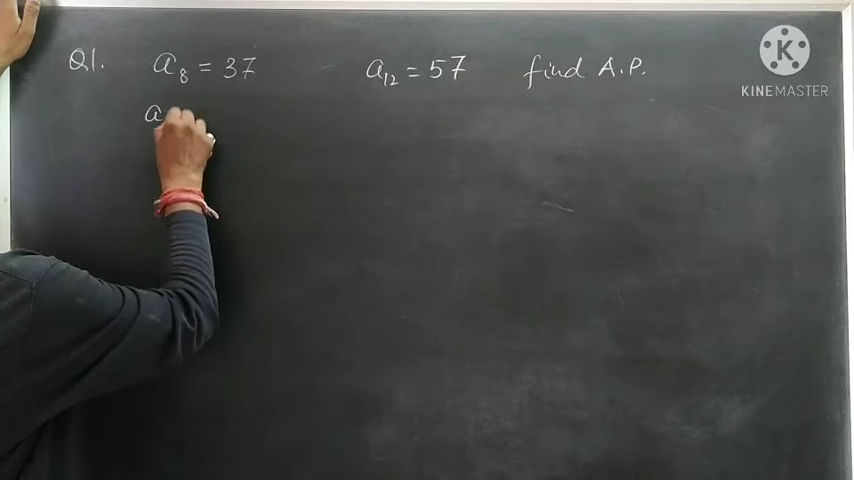 Q1. a₈ = 37 a₁₂ = 57 find A.P.
a
K
KINEMASTER